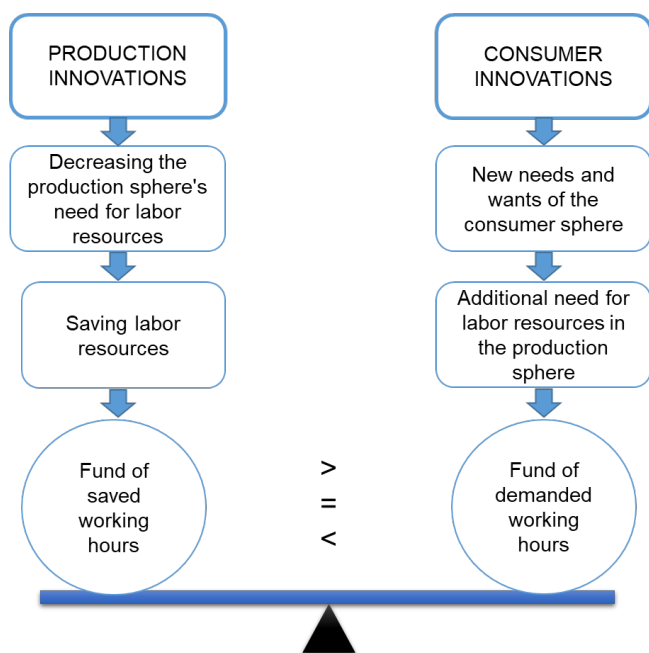 PRODUCTION
INNOVATIONS
Decreasing the
production sphere's
need for labor
resources
Saving labor
resources
Fund of
saved
working
hours
>
=
<
CONSUMER
INNOVATIONS
New needs and
wants of the
consumer sphere
Additional need for
labor resources in
the production
sphere
Fund of
demanded
working
hours